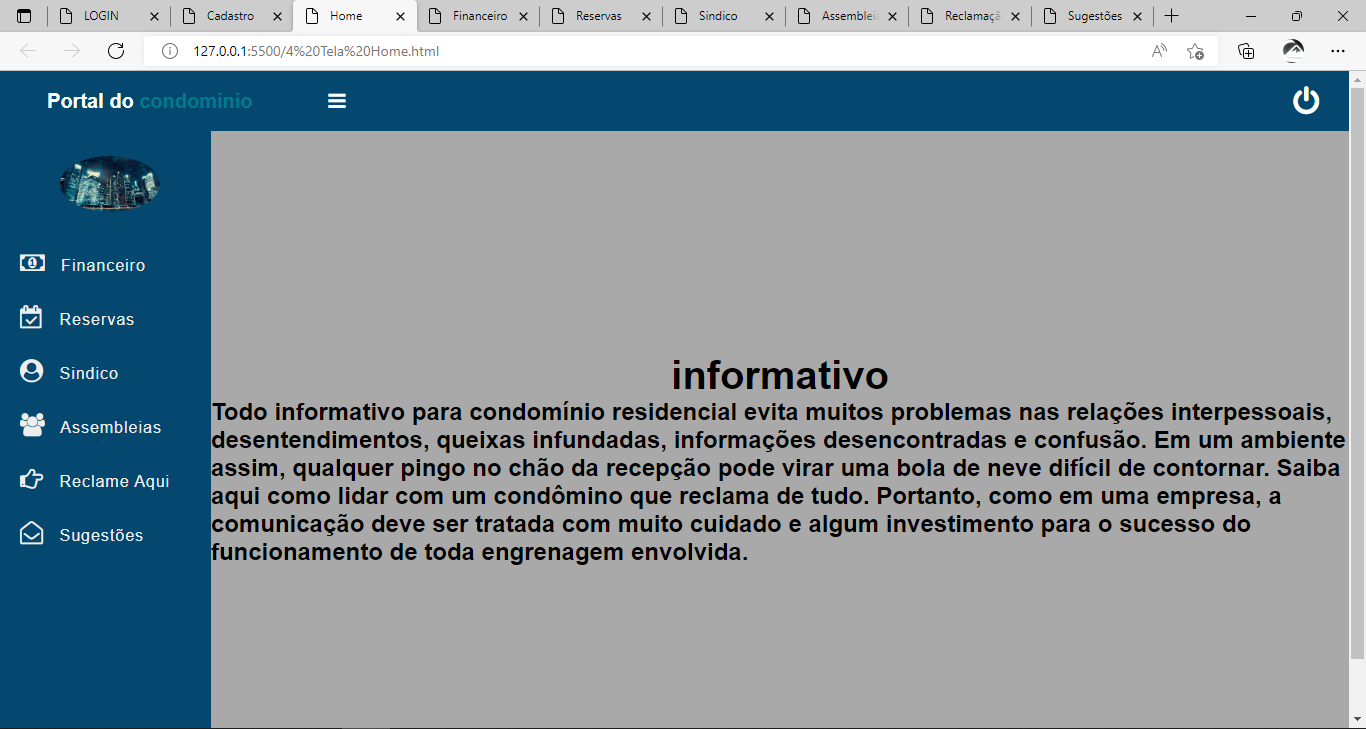 LOGIN
Cadastro
Home
Financeiro
Reservas
Sindico
Assembleia
Reclamaçã
Sugestões
127.0.0.1:5500/4%20Tela%20Home.html
Portal do condominio
Financeiro
Reservas
Sindico
Assembleias
Reclame Aqui
Sugestões
informativo
Todo informativo para condomínio residencial evita muitos problemas nas relações interpessoais,
desentendimentos, queixas infundadas, informações desencontradas e confusão. Em um ambiente
assim, qualquer pingo no chão da recepção pode virar uma bola de neve difícil de contornar. Saiba
aqui como lidar com um condômino que reclama de tudo. Portanto, como em uma empresa, a
comunicação deve ser tratada com muito cuidado e algum investimento para o sucesso do
funcionamento de toda engrenagem envolvida.